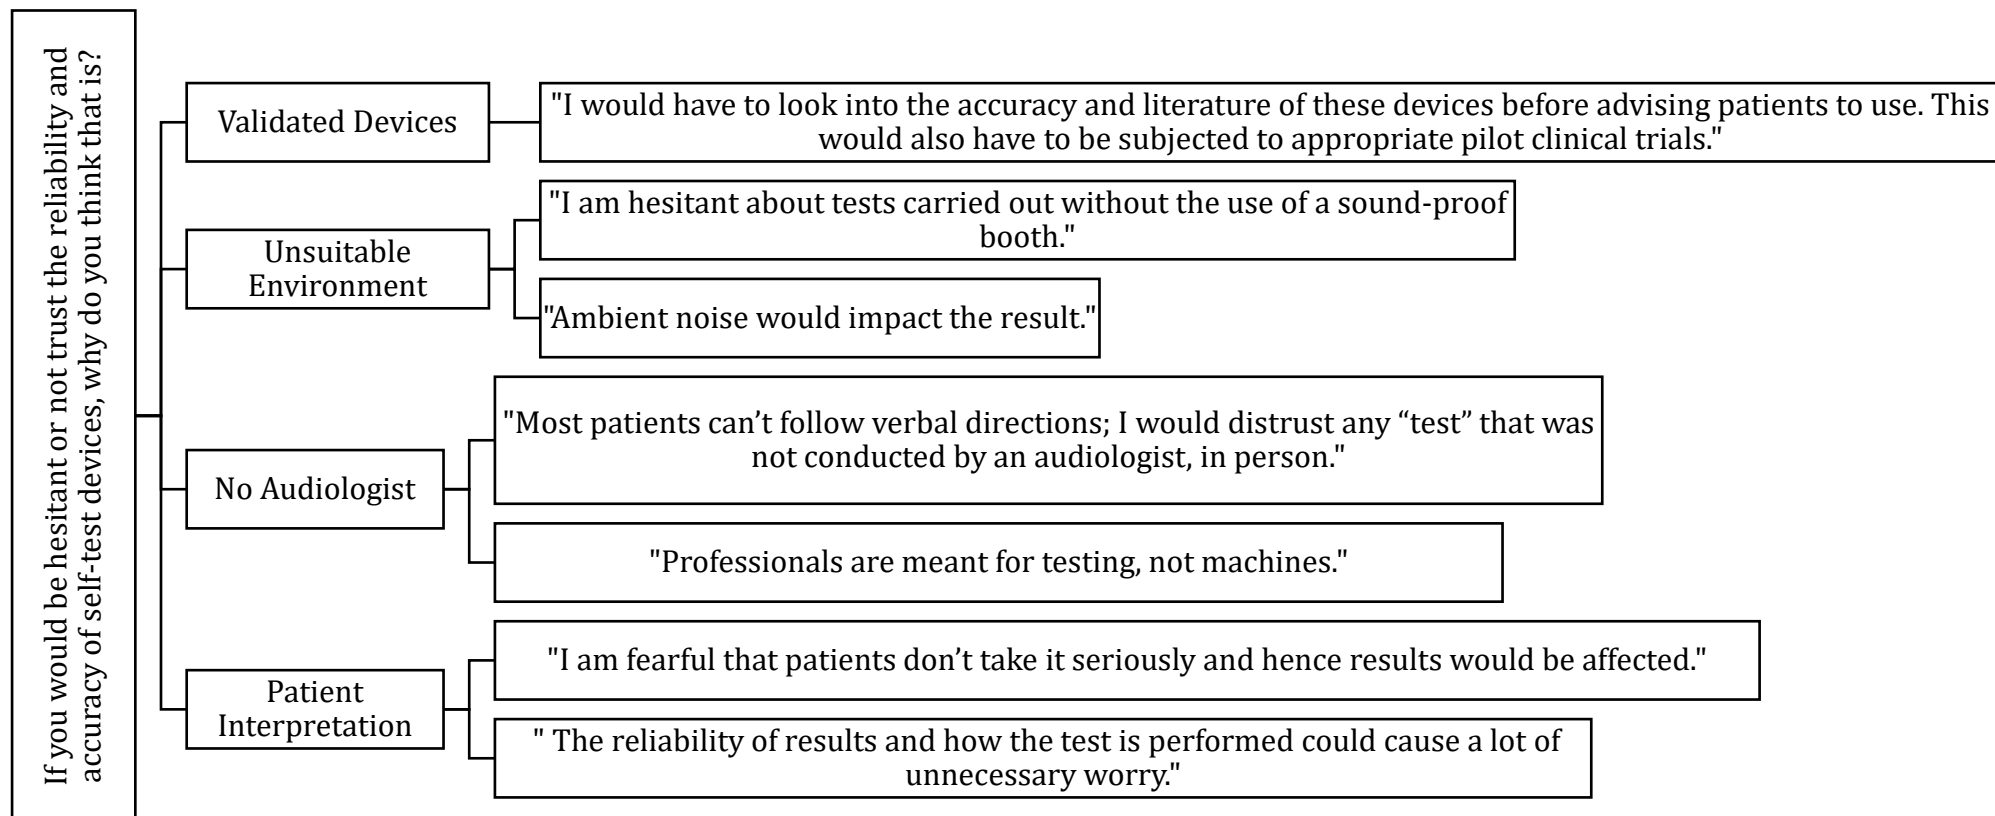 If you would be hesitant or not trust the reliability and
accuracy of self-test devices, why do you think that is?
Validated Devices
"I would have to look into the accuracy and literature of these devices before advising patients to use. This
would also have to be subjected to appropriate pilot clinical trials."
Unsuitable
Environment
"I am hesitant about tests carried out without the use of a sound-proof
booth."
"Ambient noise would impact the result."
No Audiologist
"Most patients can’t follow verbal directions; I would distrust any “test” that was
not conducted by an audiologist, in person."
"Professionals are meant for testing, not machines."
Patient
Interpretation
"I am fearful that patients don’t take it seriously and hence results would be affected."
" The reliability of results and how the test is performed could cause a lot of
unnecessary worry."